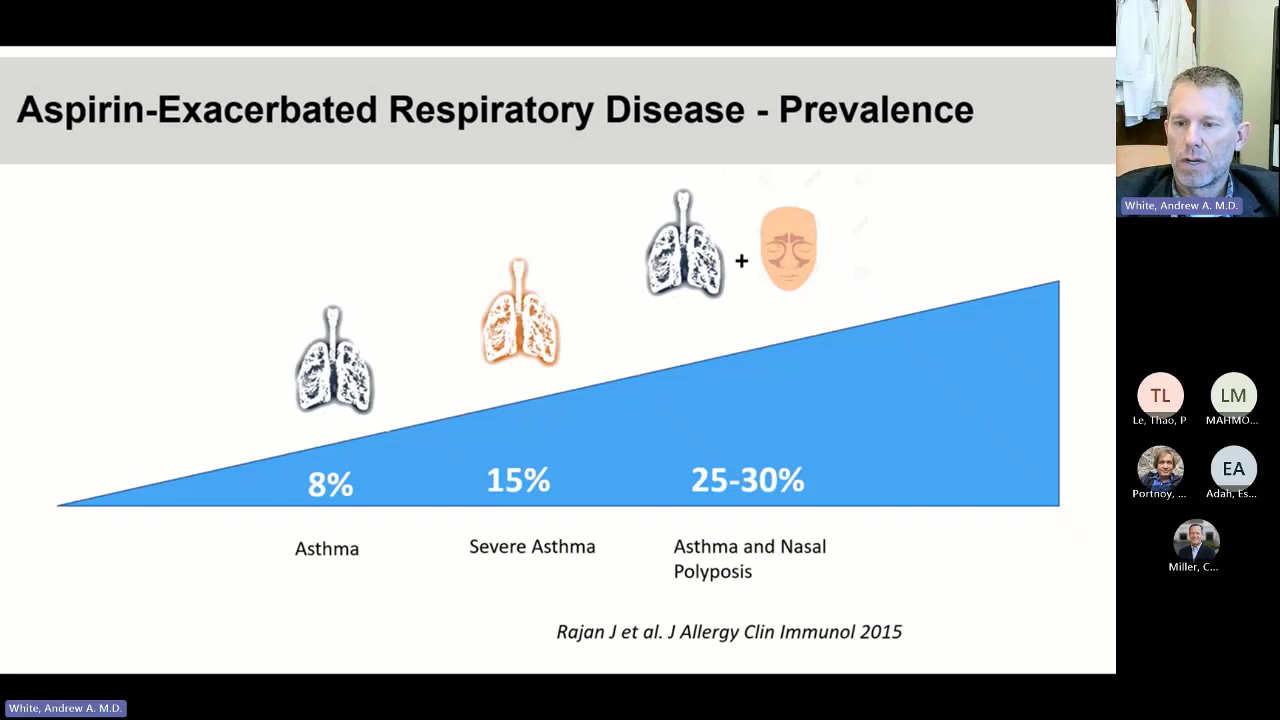 Aspirin-Exacerbated Respiratory Disease - Prevalence
+
8%
15%
25-30%
Asthma
Severe Asthma
Asthma and Nasal
Polyposis
Rajan J et al. J Allergy Clin Immunol 2015
White, Andrew A. M.D.
TL
LM
Le, Thao, P
MAHMO...
EA
Portnoy, ...
Adah, Es...
Miller, C...
White, Andrew A. M.D.